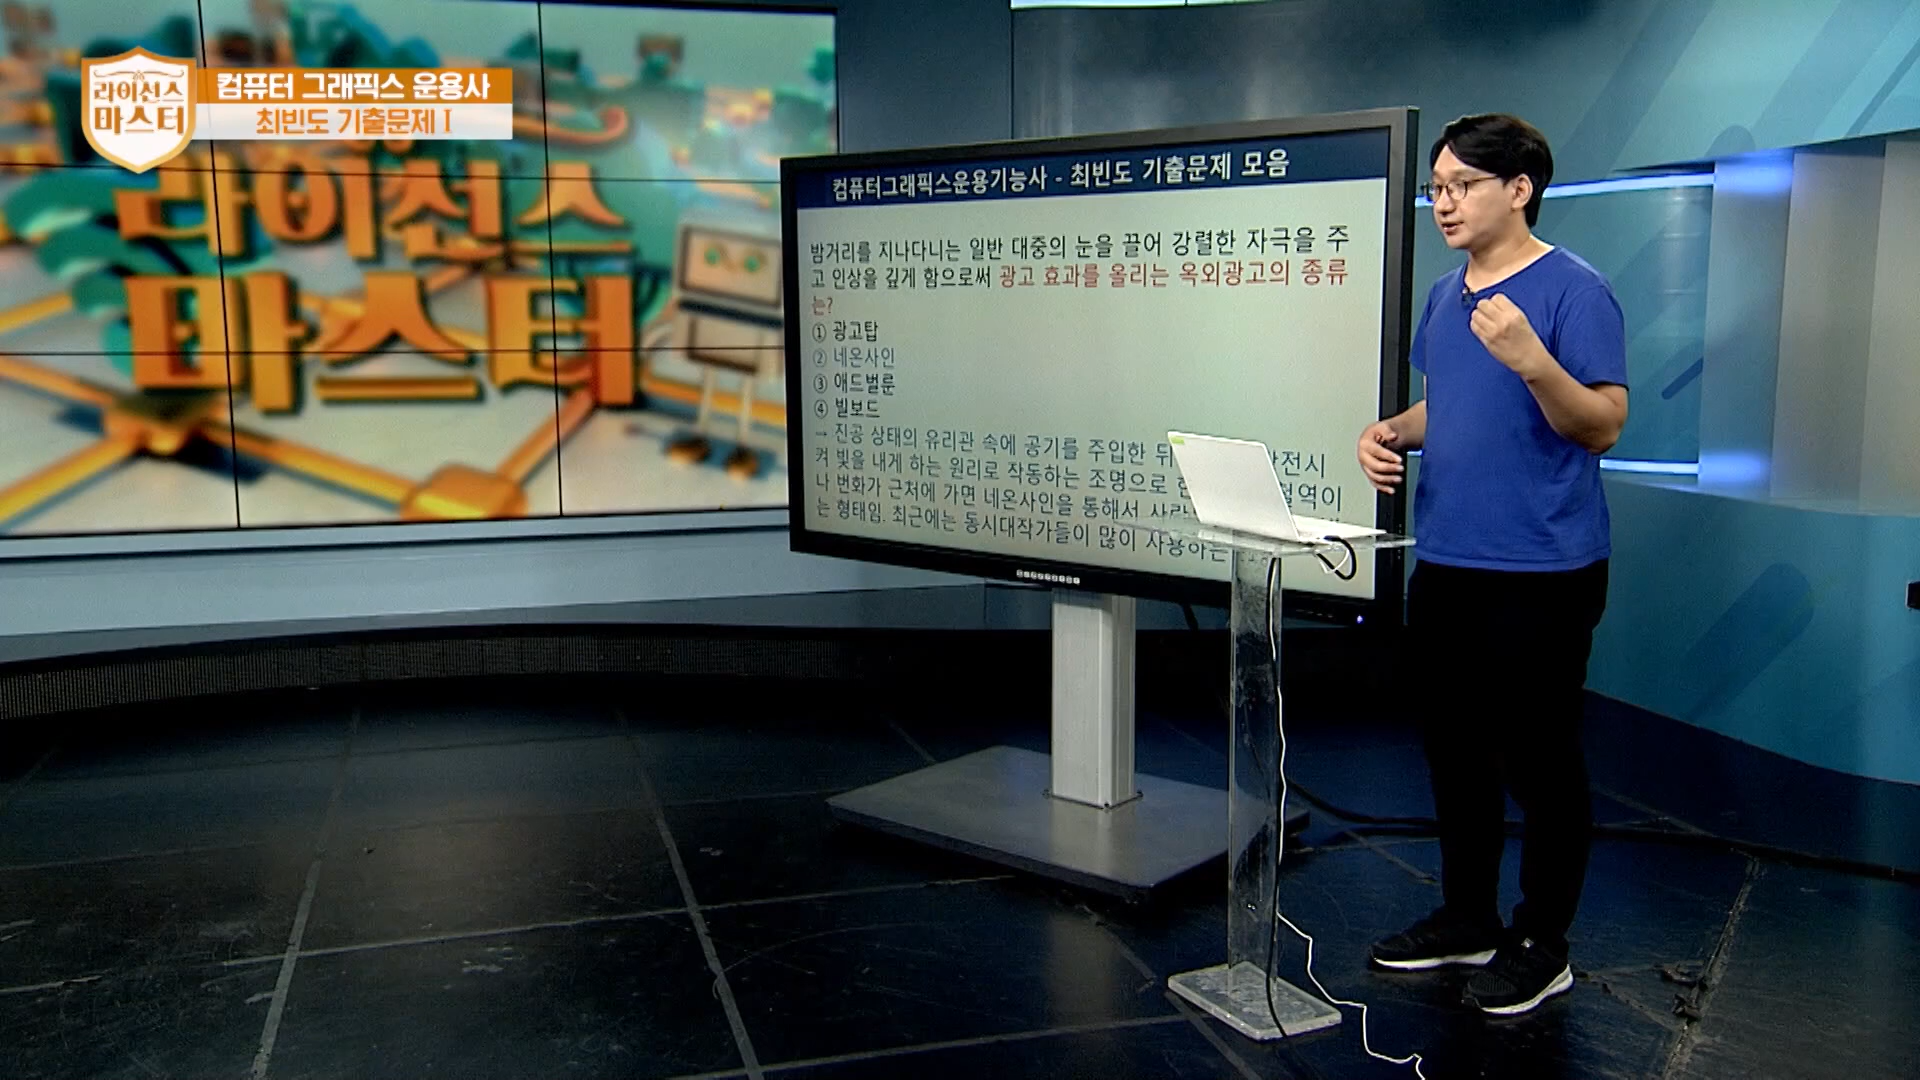 라이선스
마스터
컴퓨터 그래픽스 운용사
최빈도 기출문제 I
라이선스
마스터
컴퓨터그래픽스운용기능사 - 최빈도 기출문제 모음
밤거리를 지나다니는 일반 대중의 눈을 끌어 강렬한 자극을 주
고 인상을 깊게 함으로써 광고 효과를 올리는 옥외광고의 종류
는?
① 광고탑
② 네온사인
③ 애드벌룬
④ 빌보드
→ 진공 상태의 유리관 속에 공기를 주입한 뒤
켜 빛을 내게 하는 원리로 작동하는 조명으로
나 번화가 근처에 가면 네온사인을 통해서
는 형태임. 최근에는 동시대작가들이 많이 사용하는